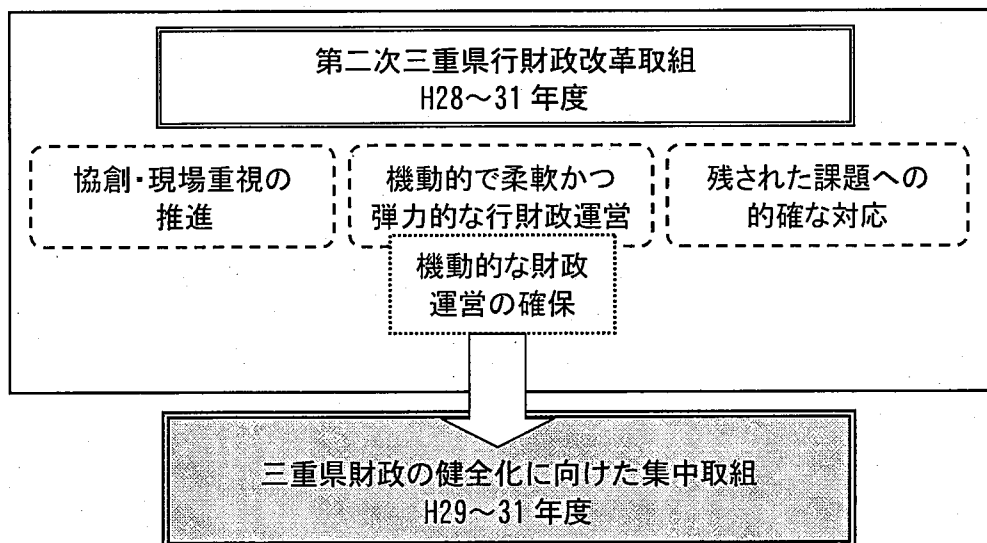 第二次三重県行財政改革取組
H28～31 年度
協創・現場重視の
推進
機動的で柔軟かつ
弾力的な行財政運営
残された課題への
的確な対応
機動的な財政
運営の確保
三重県財政の健全化に向けた集中取組
H29～31 年度